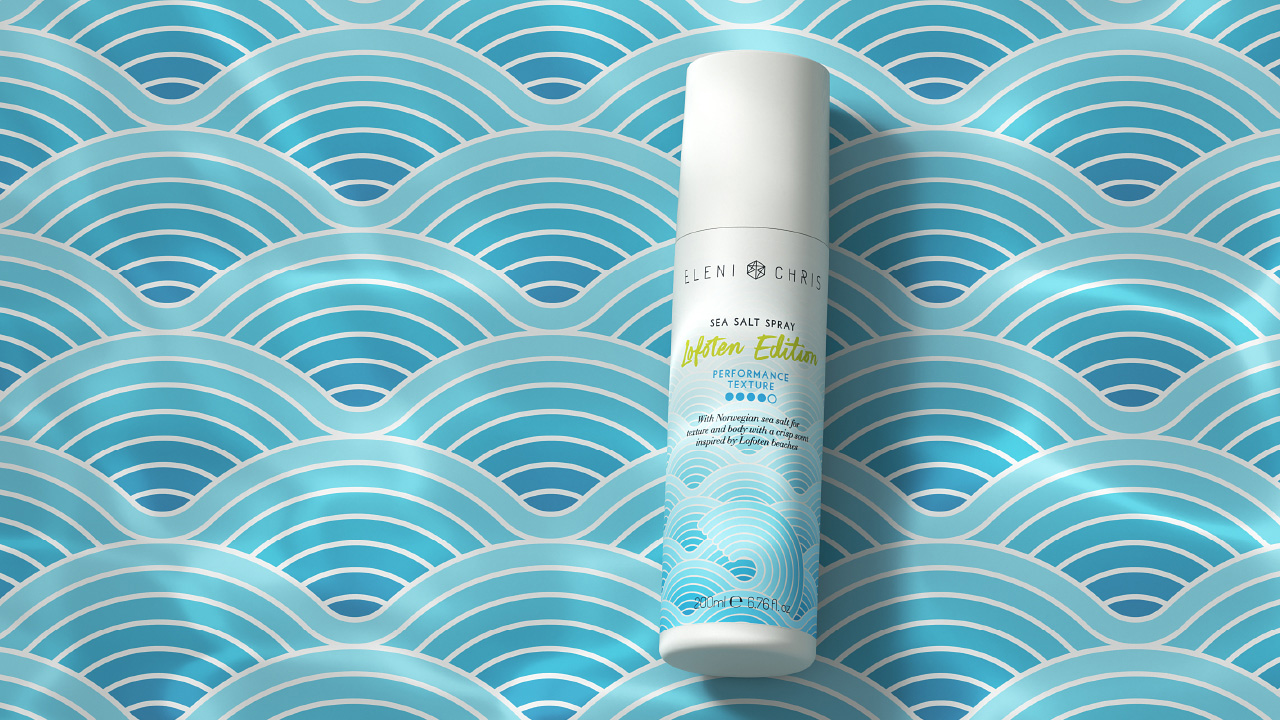 ELENI CHRIS
SEA SALT SPRAY
Lofoten Edition
PERFORMANCE
TEXTURE
With Norwegian sea salt for
texture and body with a crisp scent
inspired by Lofoten beaches
200ml ℮ 6.76 fl. oz.